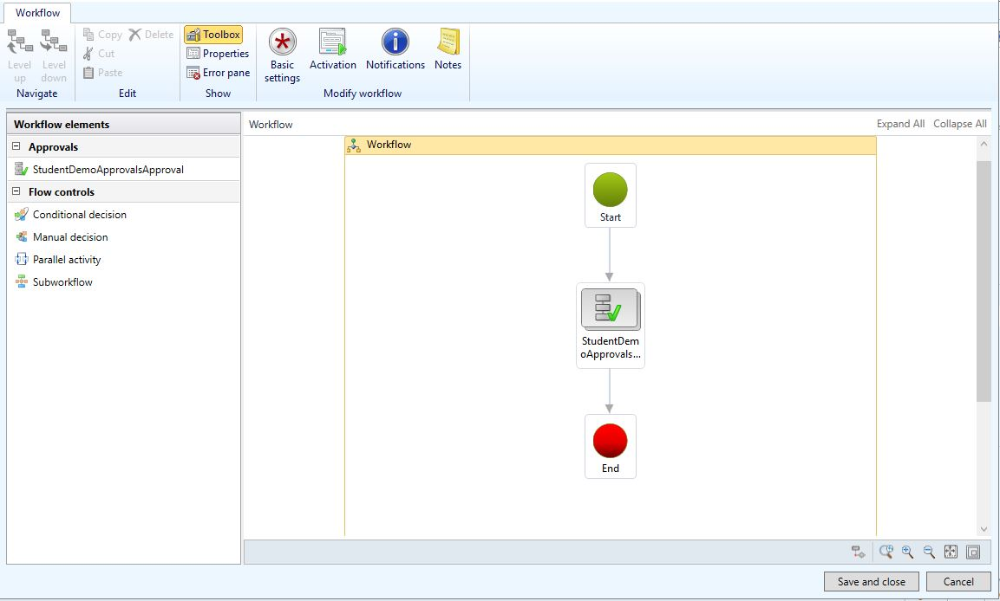 Workflow
Level up
Level down
Navigate
Copy
Delete
Cut
Paste
Edit
Toolbox
Properties
Error pane
Show
Basic settings
Activation
Notifications
Notes
Modify workflow
Workflow elements
Approvals
StudentDemoApprovalsApproval
Flow controls
Conditional decision
Manual decision
Parallel activity
Subworkflow
Workflow
Expand All
Collapse All
Workflow
Start
StudentDem
oApprovals...
End
Save and close
Cancel